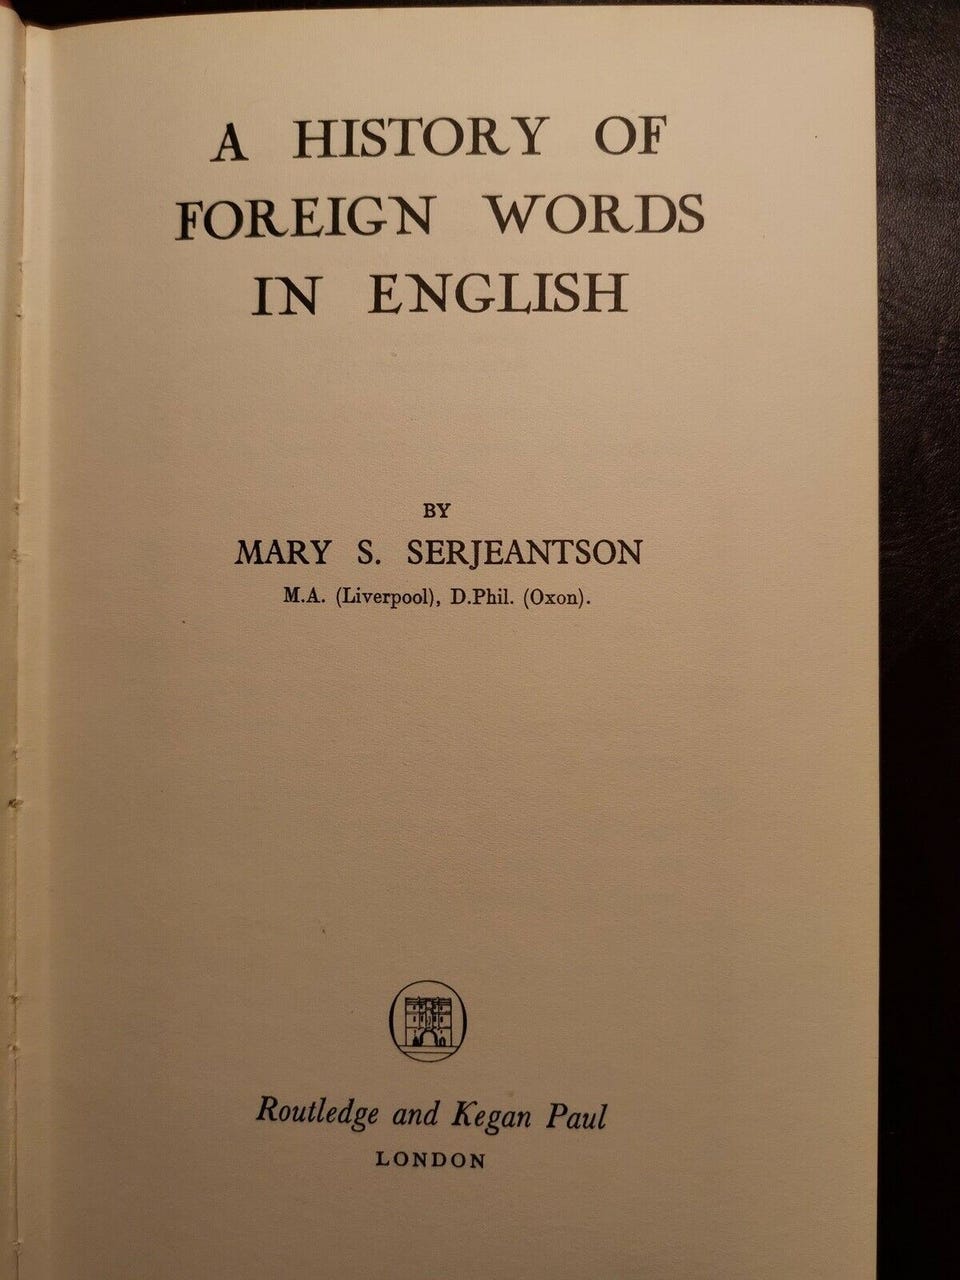 A HISTORY OF
FOREIGN WORDS
IN ENGLISH
BY
MARY S. SERJEANTSON
M.A. (Liverpool), D.Phil. (Oxon).
Routledge and Kegan Paul
LONDON